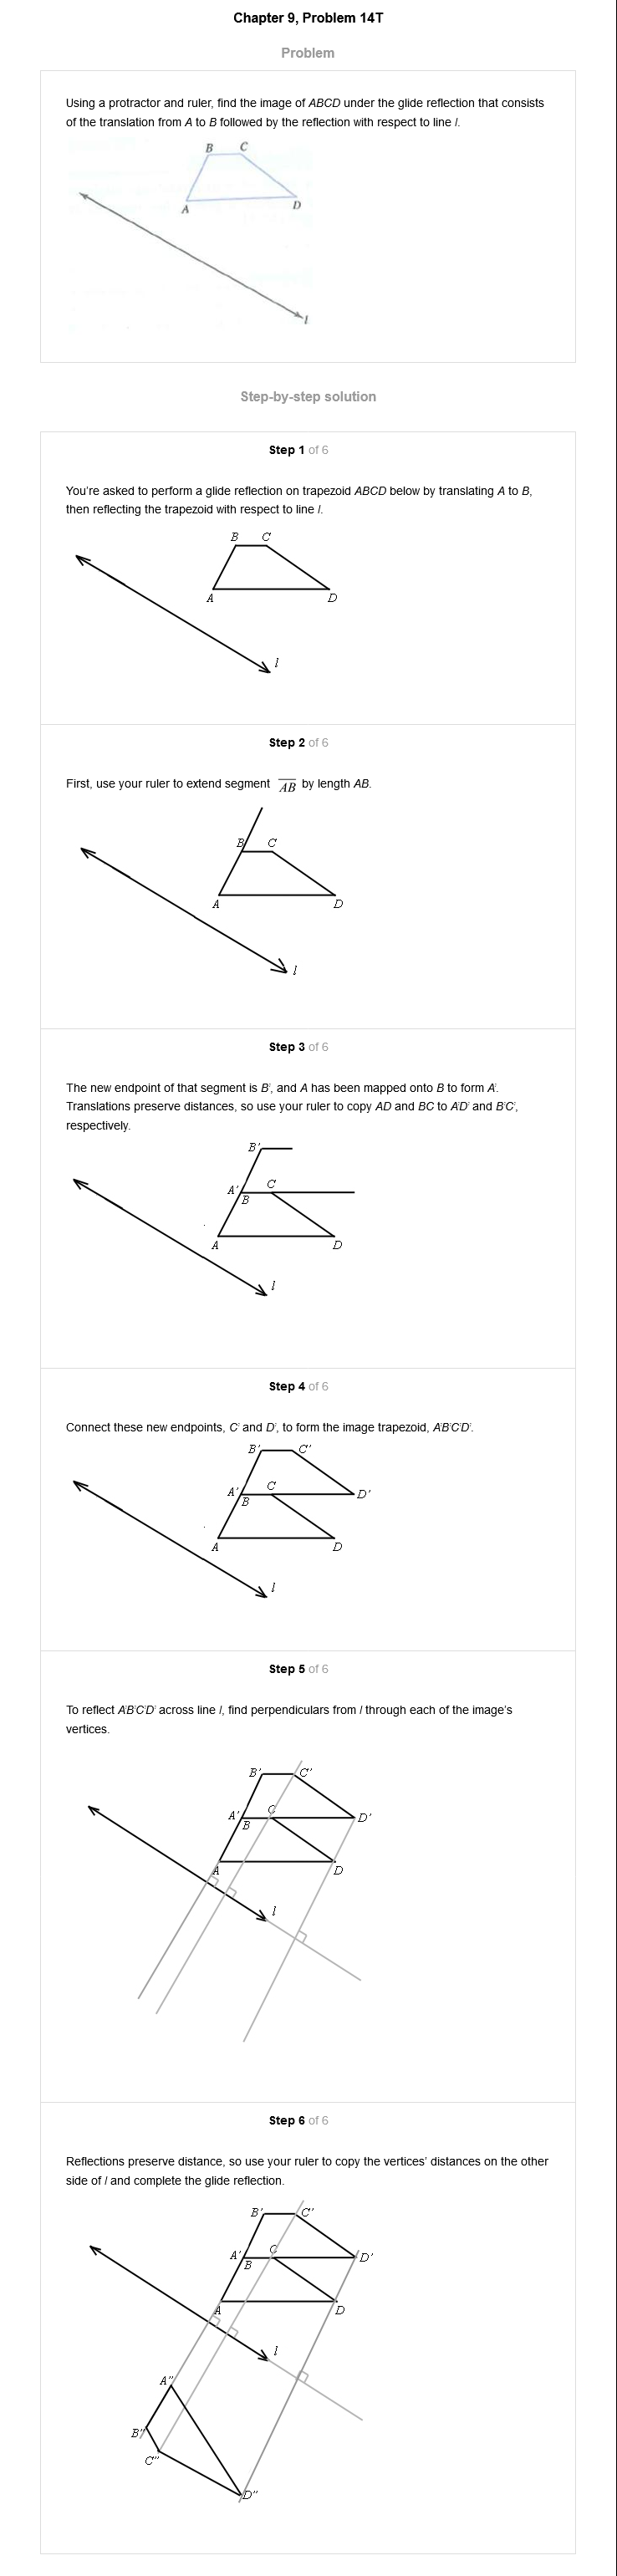 Chapter 9, Problem 14T
Problem
Using a protractor and ruler, find the image of ABCD under the glide reflection that consists
of the translation from A to B followed by the reflection with respect to line l.
B C
A D
l
Step-by-step solution
Step 1 of 6
You're asked to perform a glide reflection on trapezoid ABCD below by translating A to B,
then reflecting the trapezoid with respect to line l.
B C
A D
l
Step 2 of 6
First, use your ruler to extend segment AB by length AB.
B C
A D
l
Step 3 of 6
The new endpoint of that segment is B', and A has been mapped onto B to form A'.
Translations preserve distances, so use your ruler to copy AD and BC to A'D' and B'C',
respectively.
B'
A' C
B
A D
l
Step 4 of 6
Connect these new endpoints, C' and D', to form the image trapezoid, A'B'C'D'.
B' C'
A' C D'
B
A D
l
Step 5 of 6
To reflect A'B'C'D' across line l, find perpendiculars from l through each of the image's
vertices.
B' C'
A' C D'
B
A D
l
Step 6 of 6
Reflections preserve distance, so use your ruler to copy the vertices' distances on the other
side of l and complete the glide reflection.
B' C'
A' C D'
B
A D
l
A"
B"
C"
D"